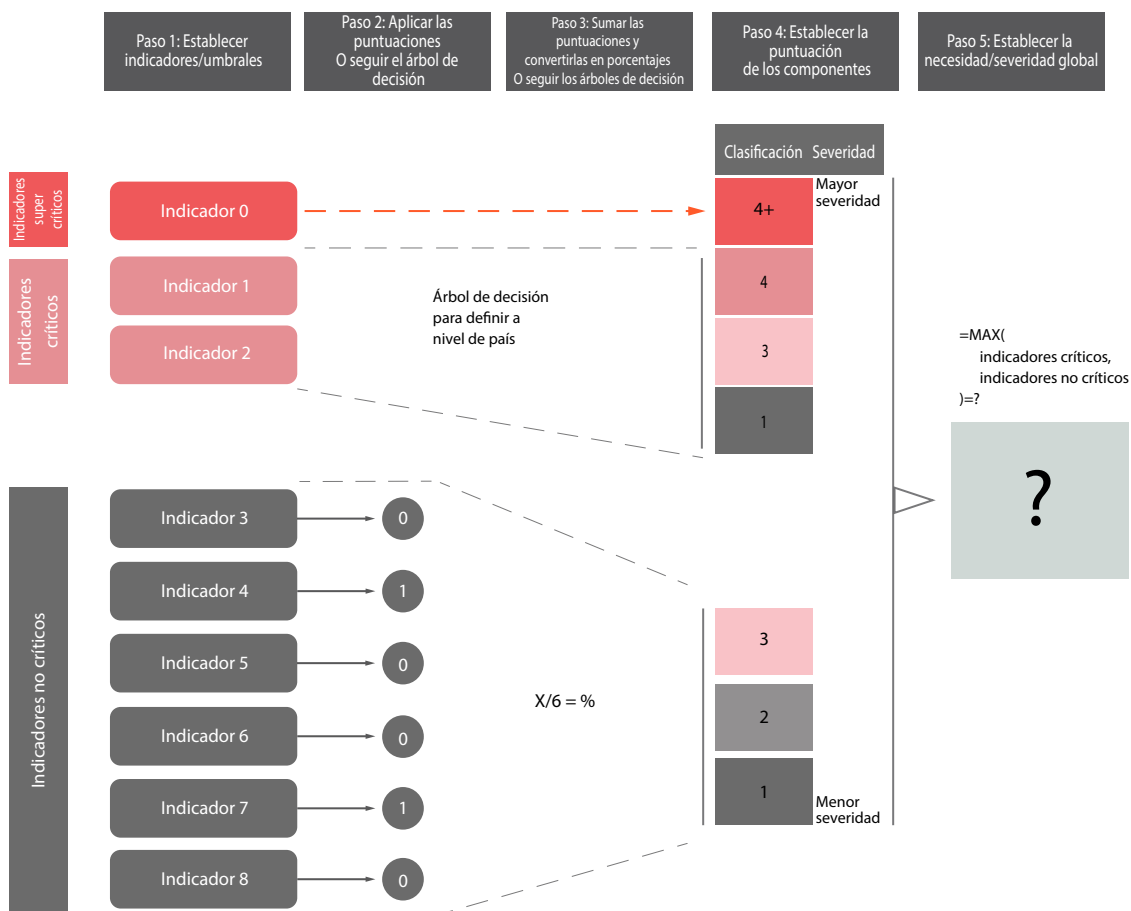 Paso 1: Establecer
indicadores/umbrales
Paso 2: Aplicar las
puntuaciones
O seguir el árbol de
decisión
Paso 3: Sumar las
puntuaciones y
convertirlas en porcentajes
O seguir los árboles de decisión
Paso 4: Establecer la
puntuación
de los componentes
Paso 5: Establecer la
necesidad/severidad global
Clasificación Severidad
Indicadores
super
críticos
Indicador 0
4+
Mayor
severidad
Indicadores
críticos
Indicador 1
Indicador 2
Árbol de decisión
para definir a
nivel de país
4
3
1
=MAX(
indicadores críticos,
indicadores no críticos
)=?
?
Indicadores no críticos
Indicador 3
0
Indicador 4
1
Indicador 5
0
Indicador 6
0
Indicador 7
1
Indicador 8
0
X/6 = %
3
2
1
Menor
severidad